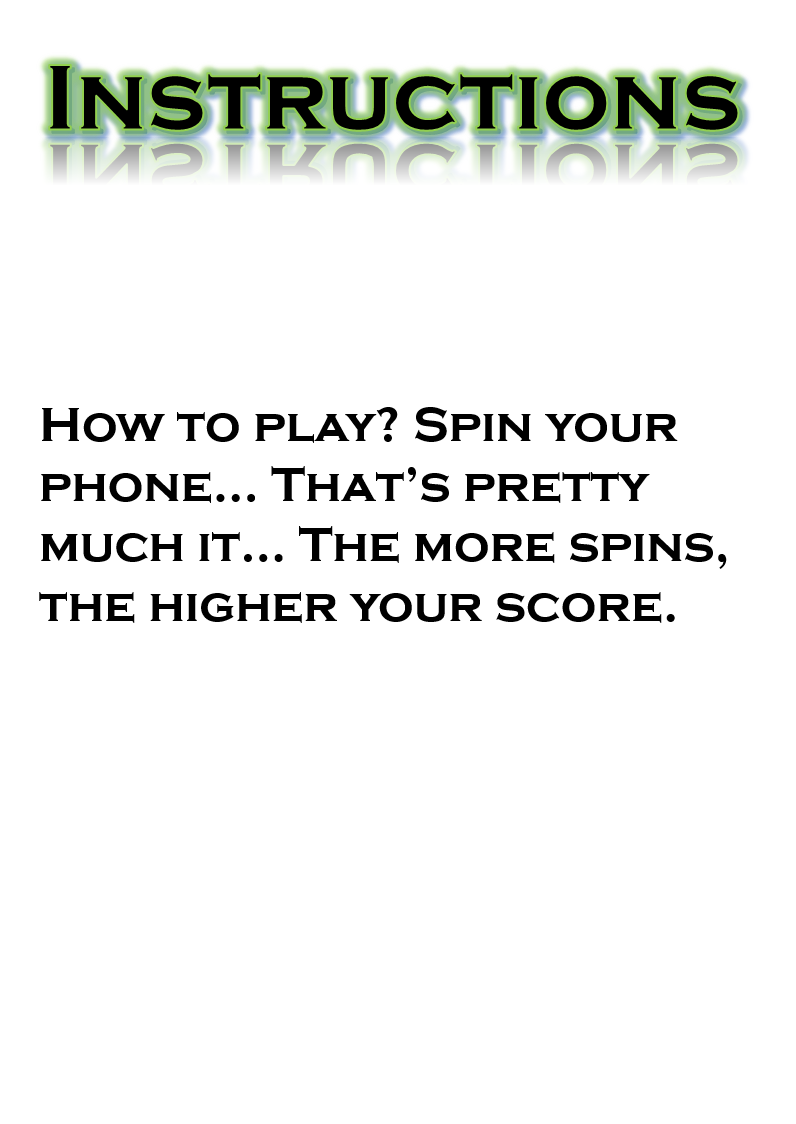 Instructions
How to play? Spin your
phone... That's pretty
much it... The more spins,
the higher your score.